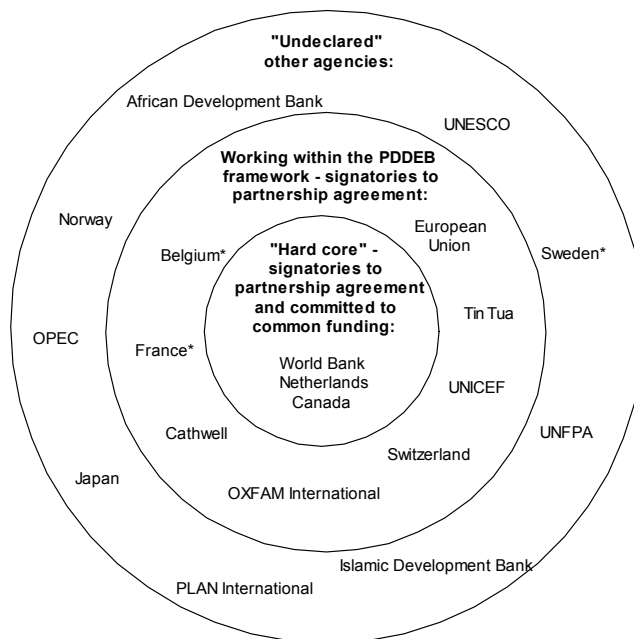 "Undeclared"
other agencies:
African Development Bank
UNESCO
Working within the PDDEB
framework - signatories to
partnership agreement:
Norway
European
Union
Belgium*
Sweden*
"Hard core" -
signatories to
partnership agreement
and committed to
common funding:
Tin Tua
OPEC
France*
World Bank
Netherlands
Canada
UNICEF
Cathwell
UNFPA
Switzerland
Japan
OXFAM International
Islamic Development Bank
PLAN International